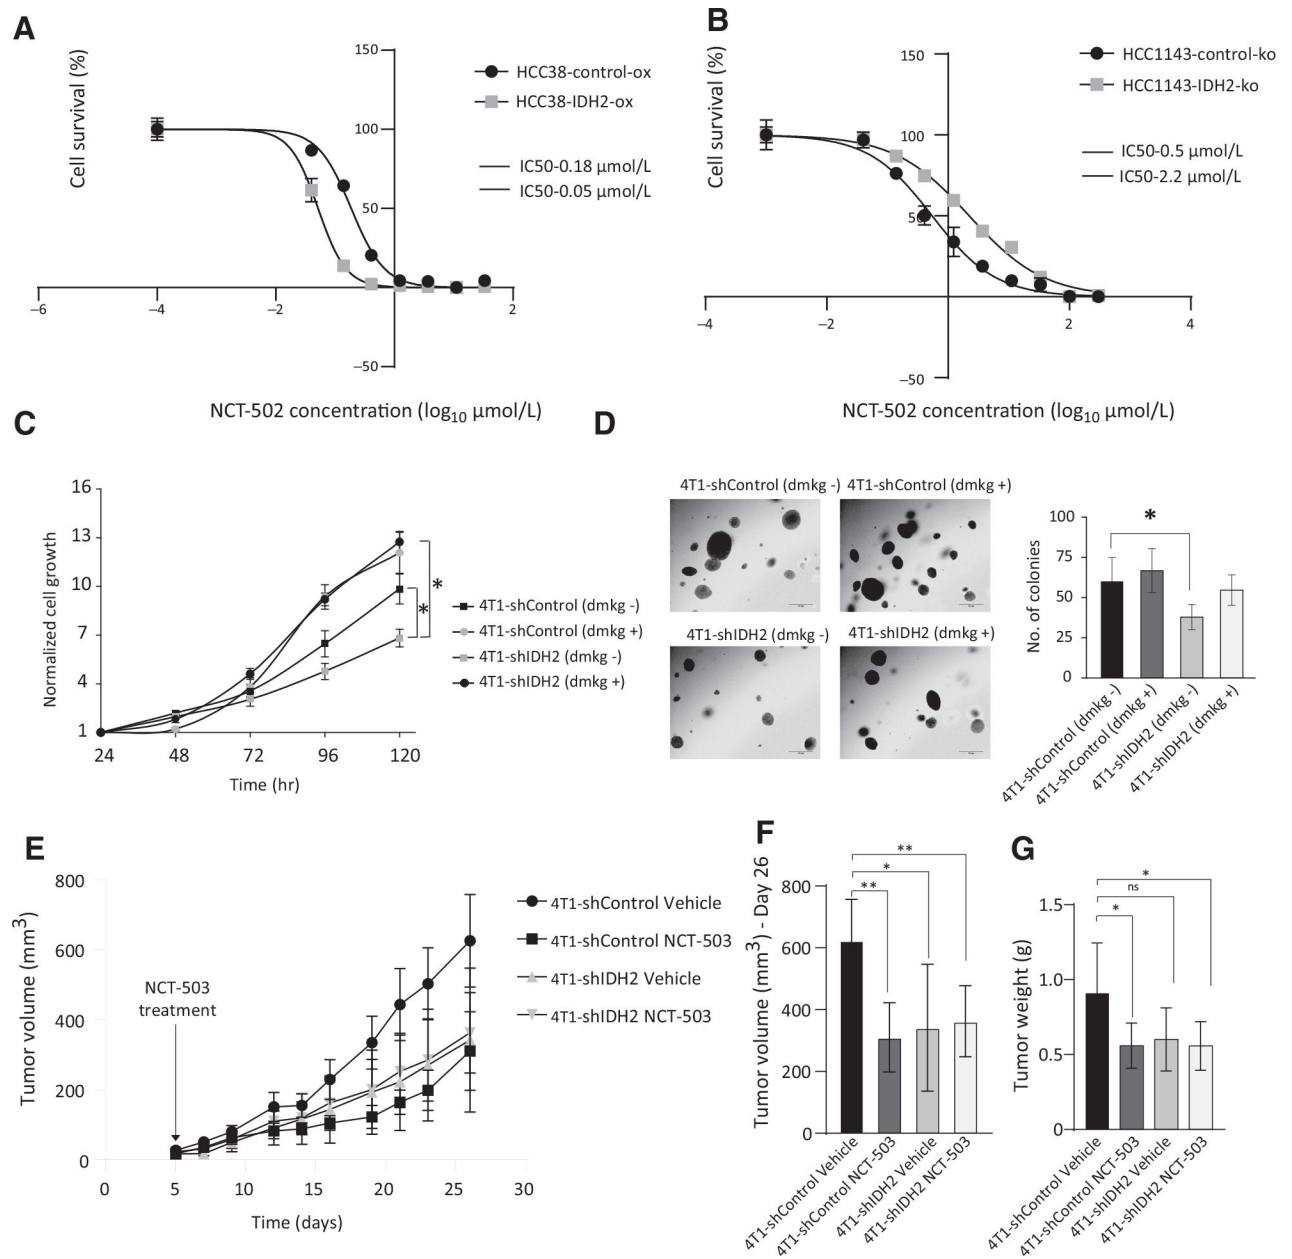 A
Cell survival (%)
150
100
50
−50
−6
−4
−2
2
HCC38-control-ox
HCC38-IDH2-ox
IC50-0.18 μmol/L
IC50-0.05 μmol/L
NCT-502 concentration (log10 μmol/L)
B
Cell survival (%)
150
100
50
−50
−4
−2
2
4
HCC1143-control-ko
HCC1143-IDH2-ko
IC50-0.5 μmol/L
IC50-2.2 μmol/L
NCT-502 concentration (log10 μmol/L)
C
Normalized cell growth
16
13
10
7
4
1
24 48 72 96 120
Time (hr)
*
*
4T1-shControl (dmkg -)
4T1-shControl (dmkg +)
4T1-shIDH2 (dmkg -)
4T1-shIDH2 (dmkg +)
D
4T1-shControl (dmkg -) 4T1-shControl (dmkg +)
4T1-shIDH2 (dmkg -) 4T1-shIDH2 (dmkg +)
No. of colonies
100
75
50
25
0
*
4T1-shControl (dmkg -)
4T1-shControl (dmkg +)
4T1-shIDH2 (dmkg -)
4T1-shIDH2 (dmkg +)
E
Tumor volume (mm3)
800
600
400
200
0
0 5 10 15 20 25 30
Time (days)
NCT-503
treatment
4T1-shControl Vehicle
4T1-shControl NCT-503
4T1-shIDH2 Vehicle
4T1-shIDH2 NCT-503
F
Tumor volume (mm3) - Day 26
800
600
400
200
0
**
*
**
4T1-shControl Vehicle
4T1-shControl NCT-503
4T1-shIDH2 Vehicle
4T1-shIDH2 NCT-503
G
Tumor weight (g)
1.5
1.0
0.5
0
*
ns
*
4T1-shControl Vehicle
4T1-shControl NCT-503
4T1-shIDH2 Vehicle
4T1-shIDH2 NCT-503